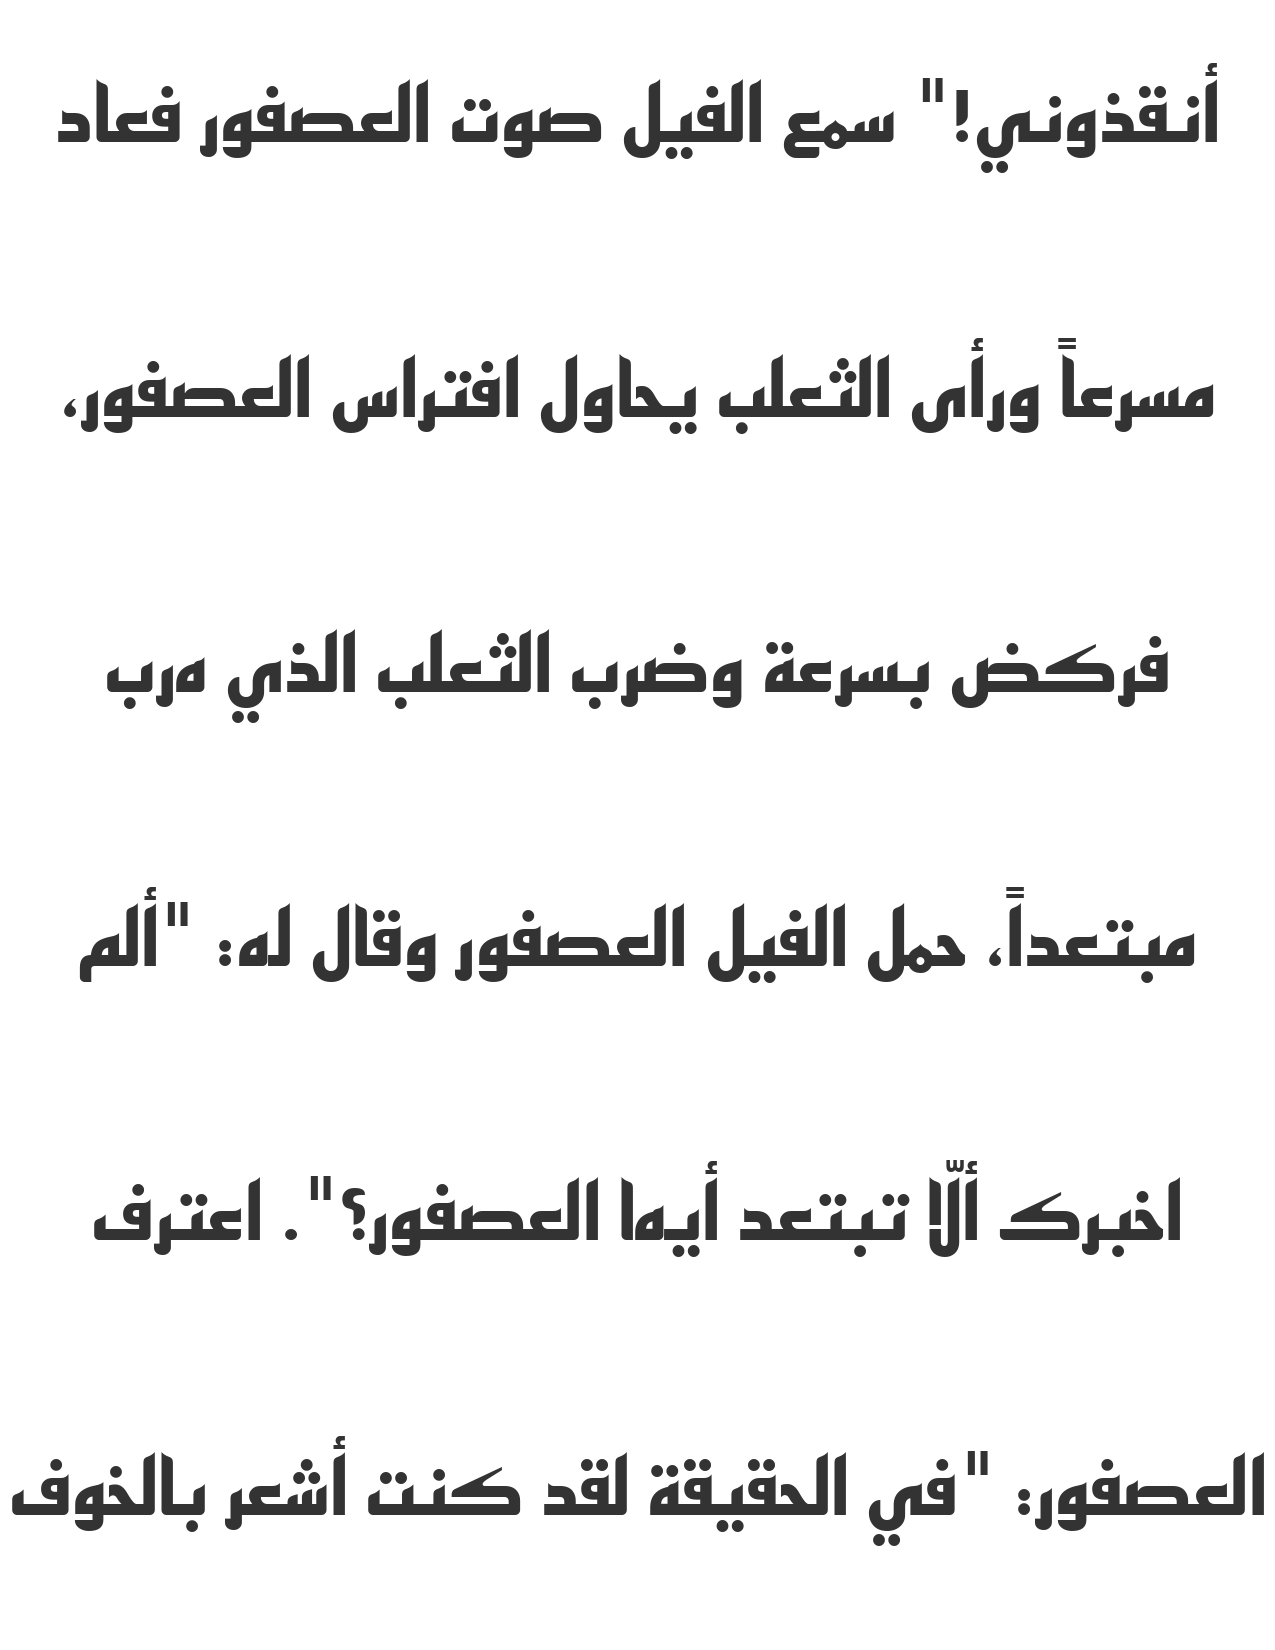 أنقذوني!" سمع الفيل صوت العصفور فعاد
مسرعاً ورأى الثعلب يحاول افتراس العصفور،
فركض بسرعة وضرب الثعلب الذي هرب
مبتعداً، حمل الفيل العصفور وقال له: "ألم
اخبرك ألّا تبتعد أيها العصفور؟". اعترف
العصفور: "في الحقيقة لقد كنت أشعر بالخوف